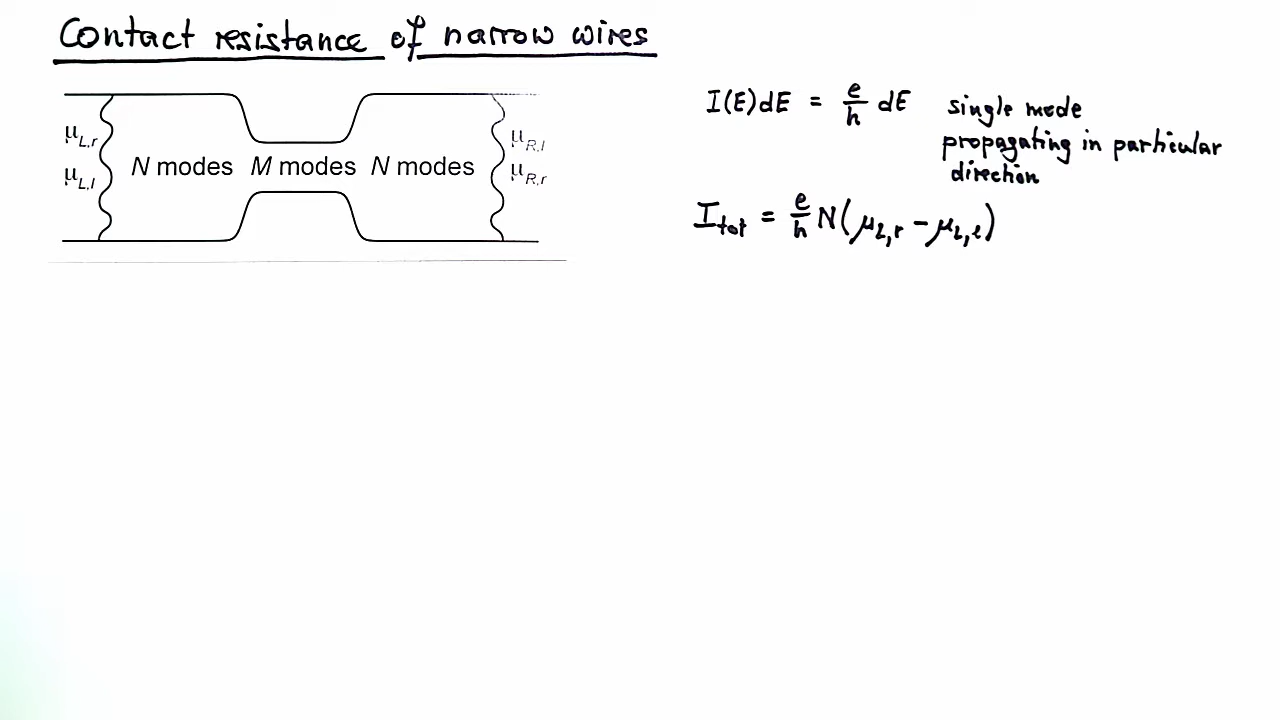 Contact resistance of narrow wires
μL,r
μL,l
N modes M modes N modes
μR,l
μR,r
I(E)dE = e/h dE single mode
propagating in particular
direction
Itot = e/h N(μL,r - μL,l)